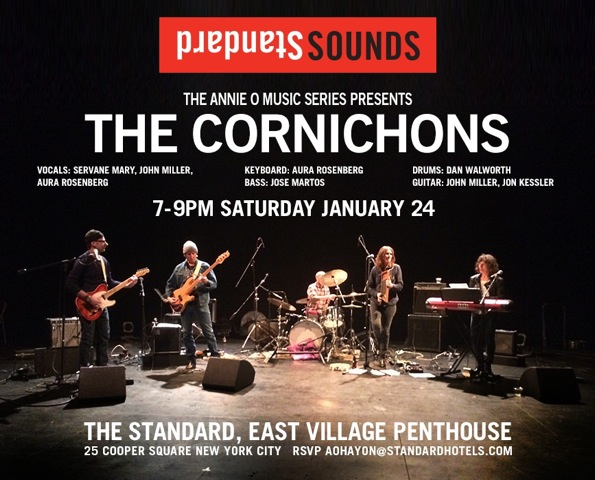 Standard SOUNDS
THE ANNIE O MUSIC SERIES PRESENTS
THE CORNICHONS
VOCALS: SERVANE MARY, JOHN MILLER,
AURA ROSENBERG
KEYBOARD: AURA ROSENBERG
BASS: JOSE MARTOS
DRUMS: DAN WALWORTH
GUITAR: JOHN MILLER, JON KESSLER
7-9PM SATURDAY JANUARY 24
THE STANDARD, EAST VILLAGE PENTHOUSE
25 COOPER SQUARE NEW YORK CITY RSVP AOHAYON@STANDARDHOTELS.COM